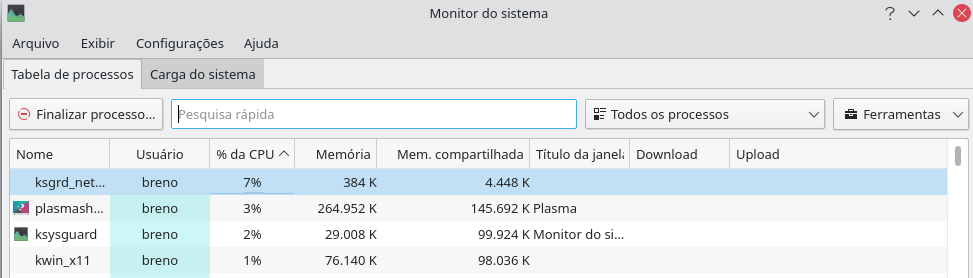 Monitor do sistema
Arquivo Exibir Configurações Ajuda
Tabela de processos Carga do sistema
Finalizar processo... Pesquisa rápida Todos os processos Ferramentas
Nome Usuário % da CPU Memória Mem. compartilhada Título da janela Download Upload
ksgrd_net... breno 7% 384 K 4.448 K
plasmash... breno 3% 264.952 K 145.692 K Plasma
ksysguard breno 2% 29.008 K 99.924 K Monitor do si...
kwin_x11 breno 1% 76.140 K 98.036 K